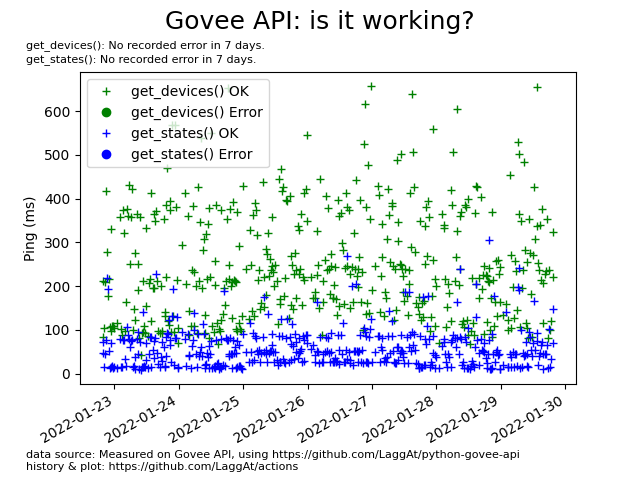 Govee API: is it working?
get_devices(): No recorded error in 7 days.
get_states(): No recorded error in 7 days.
get_devices() OK
get_devices() Error
get_states() OK
get_states() Error
Ping (ms)
600
500
400
300
200
100
0
2022-01-23
2022-01-24
2022-01-25
2022-01-26
2022-01-27
2022-01-28
2022-01-29
2022-01-30
data source: Measured on Govee API, using https://github.com/LaggAt/python-govee-api
history & plot: https://github.com/LaggAt/actions